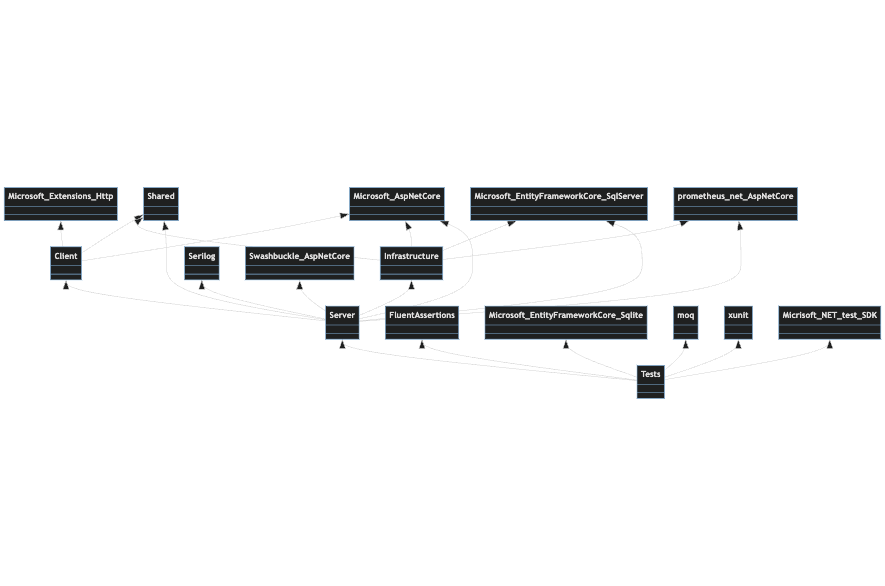 Microsoft_Extensions_Http
Shared
Microsoft_AspNetCore
Microsoft_EntityFrameworkCore_SqlServer
prometheus_net_AspNetCore
Client
Serilog
Swashbuckle_AspNetCore
Infrastructure
Server
FluentAssertions
Microsoft_EntityFrameworkCore_Sqlite
moq
xunit
Micrisoft_NET_test_SDK
Tests